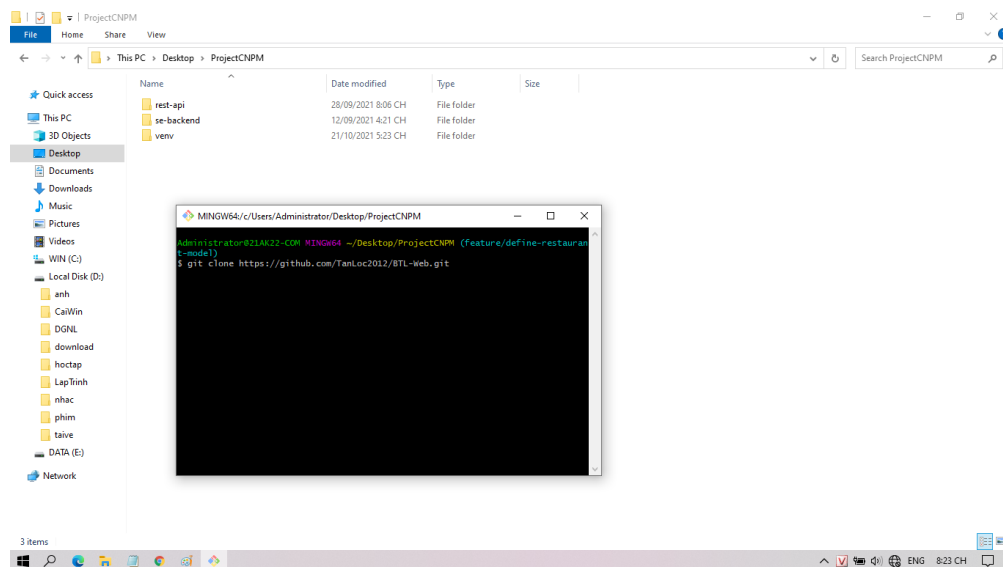 ProjectCNPM
File Home Share View
This PC Desktop ProjectCNPM
Search ProjectCNPM
Name Date modified Type Size
Quick access
This PC
3D Objects
Desktop
Documents
Downloads
Music
Pictures
Videos
WIN (C:)
Local Disk (D:)
anh
CaiWin
DGNL
download
hoctap
LapTrinh
nhac
phim
taive
DATA (E:)
Network
rest-api 28/09/2021 8:06 CH File folder
se-backend 12/09/2021 4:21 CH File folder
venv 21/10/2021 5:23 CH File folder
MINGW64:/c/Users/Administrator/Desktop/ProjectCNPM
Administrator@21AK22-COM MINGW64 ~/Desktop/ProjectCNPM (feature/define-restauran
t-model)
$ git clone https://github.com/TanLoc2012/BTL-Web.git
3 items
V ENG 8:23 CH